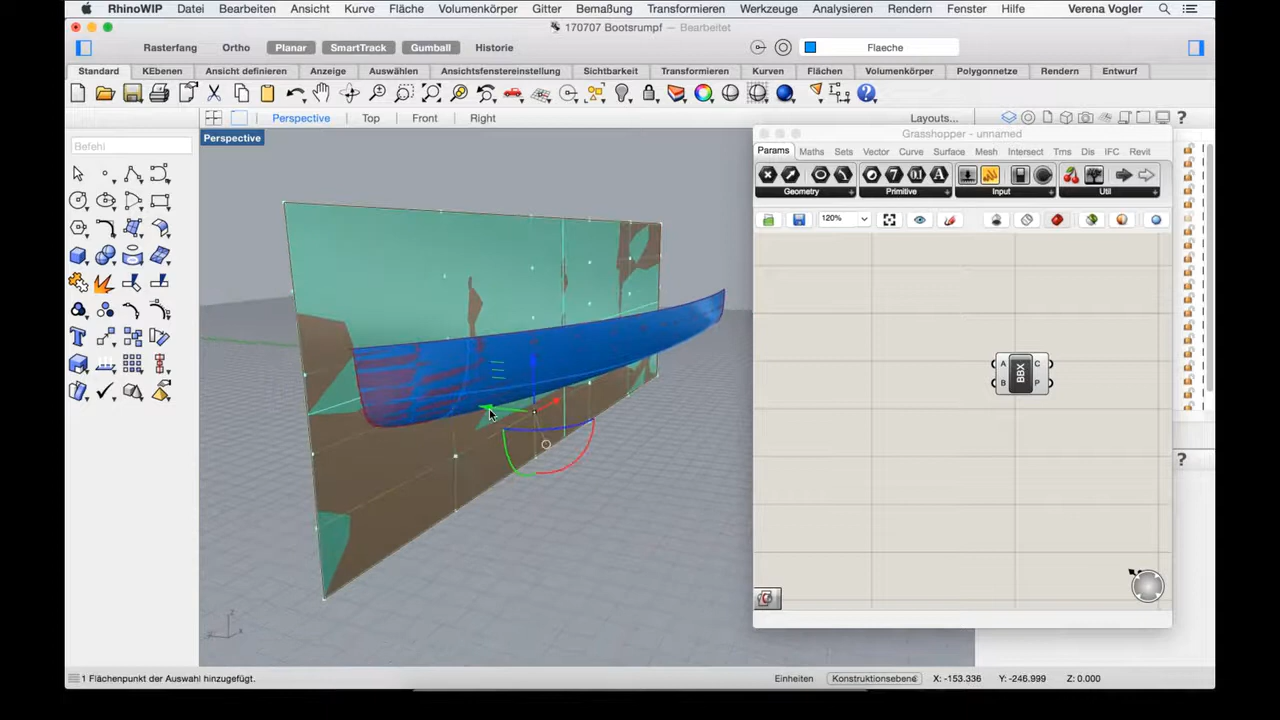 RhinoWIP Datei Bearbeiten Ansicht Kurve Fläche Volumenkörper Gitter Bemaßung Transformieren Werkzeuge Analysieren Rendern Fenster Hilfe Verena Vogler
170707 Bootsrumpf — Bearbeitet
Rasterfang Ortho Planar SmartTrack Gumball Historie Flaeche
Standard KEbenen Ansicht definieren Anzeige Auswählen Ansichtsfenstereinstellung Sichtbarkeit Transformieren Kurven Flächen Volumenkörper Polygonnetze Rendern Entwurf
Perspective Top Front Right Layouts...
Perspective
Befehl
Grasshopper - unnamed
Params Maths Sets Vector Curve Surface Mesh Intersect Trns Dis IFC Revit
Geometry Primitive Input Util
120%
A B BBX C P
z y x
1 Flächenpunkt der Auswahl hinzugefügt. Einheiten Konstruktionsebene X: -153.336 Y: -246.999 Z: 0.000